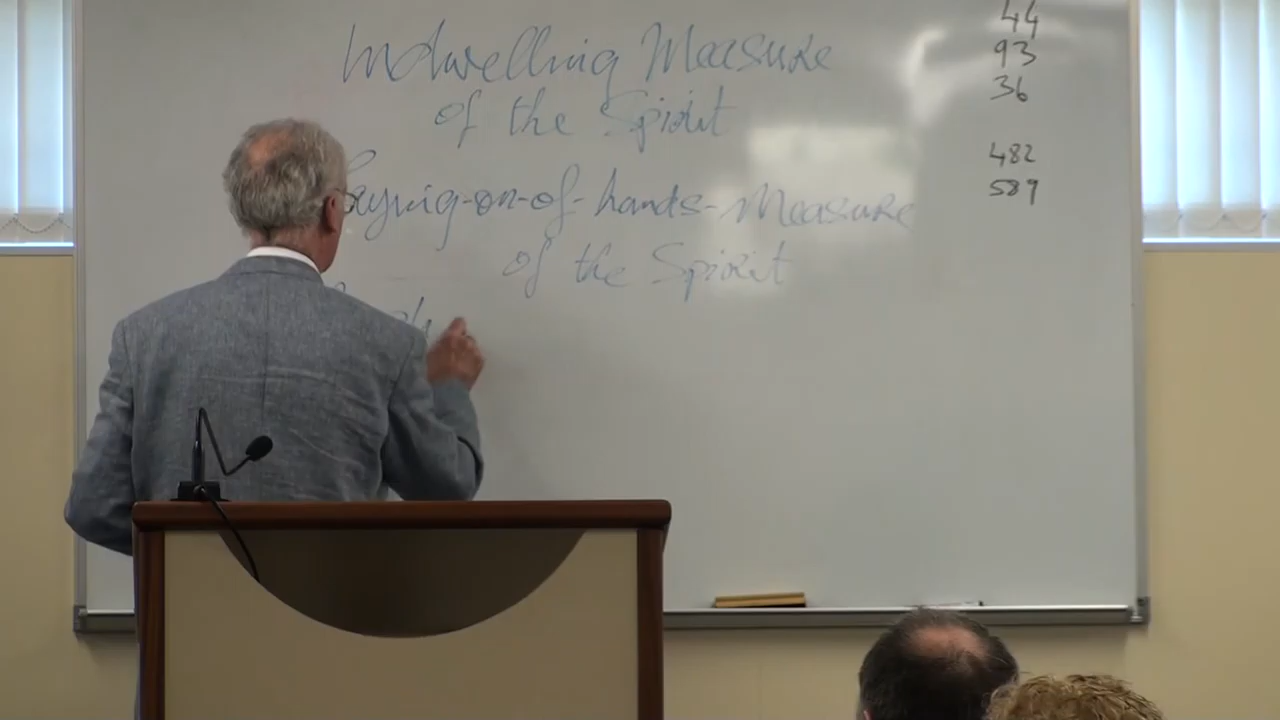 Indwelling Measure
of the Spirit
Laying-on-of-hands-Measure
of the Spirit
44
93
36
482
589